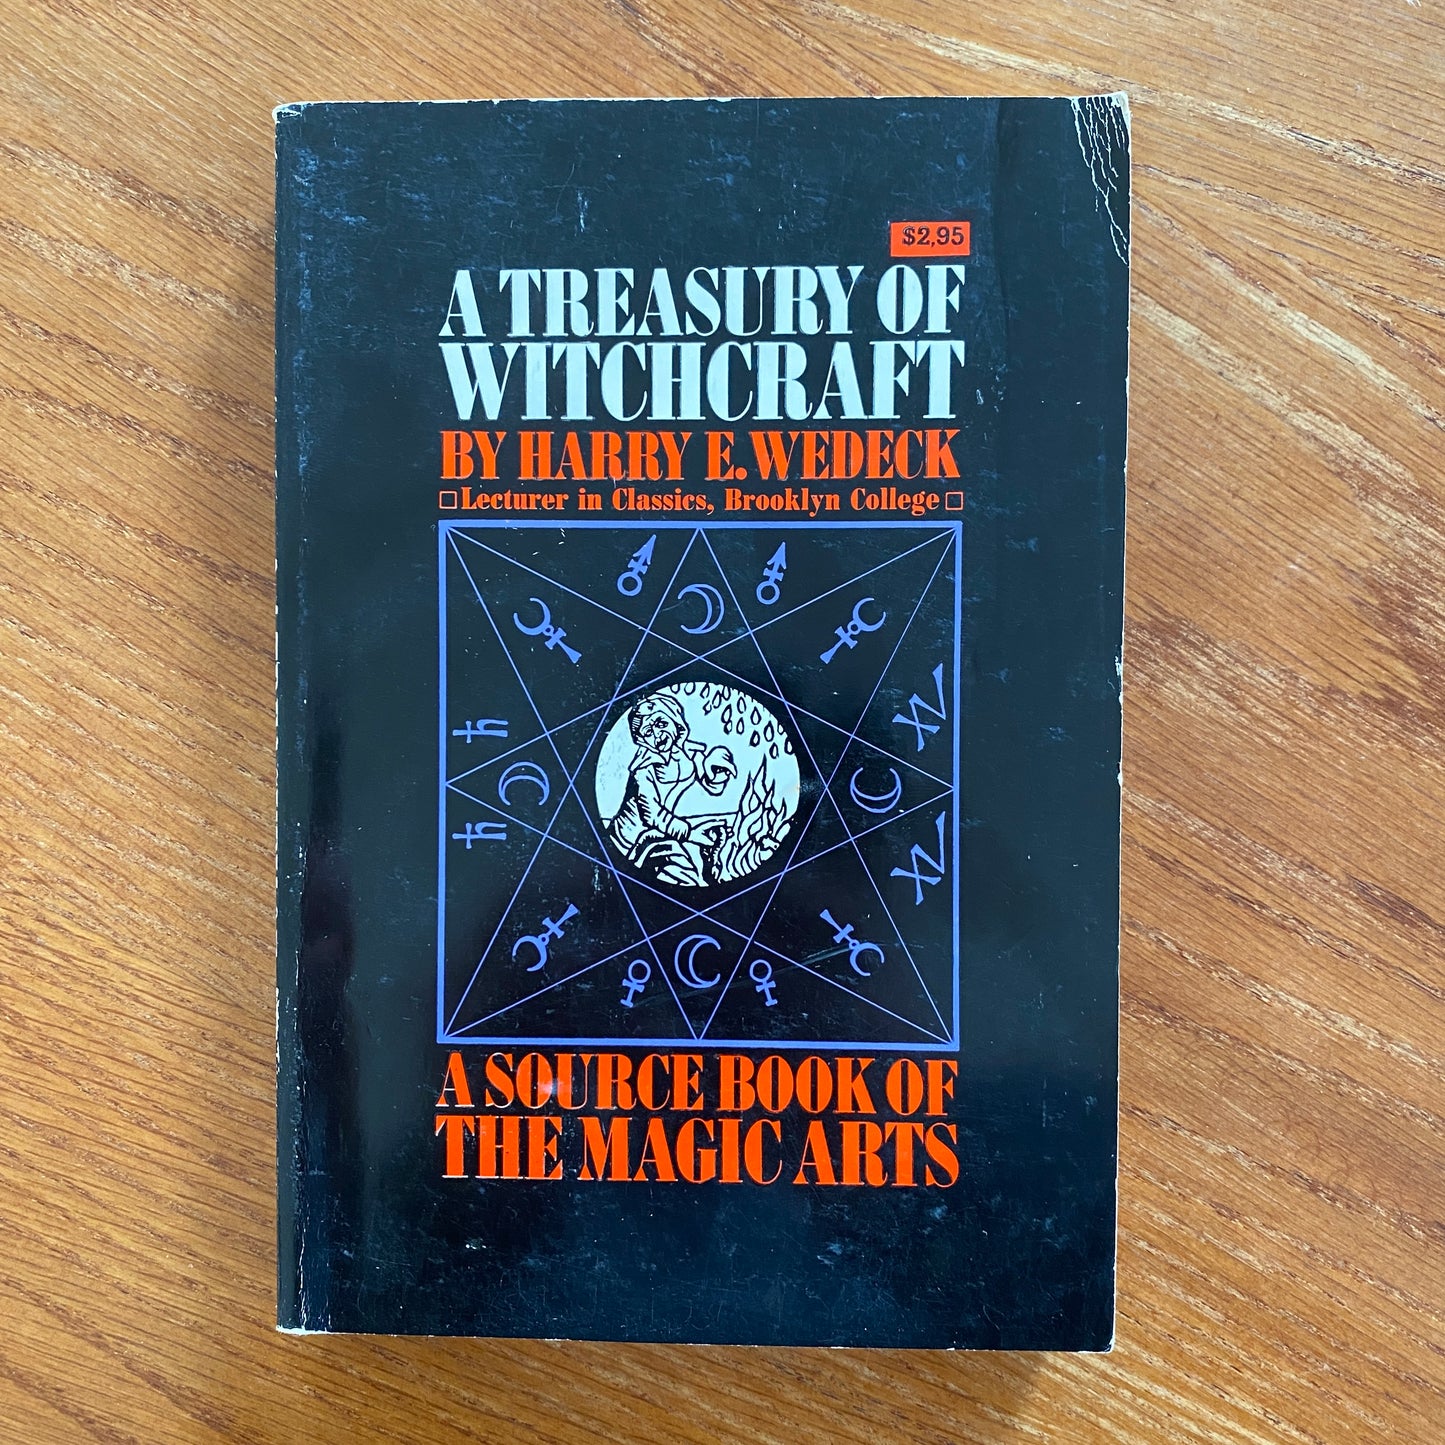 $2,95
A TREASURY OF
WITCHCRAFT
BY HARRY E. WEDECK
Lecturer in Classics, Brooklyn College
A SOURCE BOOK OF
THE MAGIC ARTS